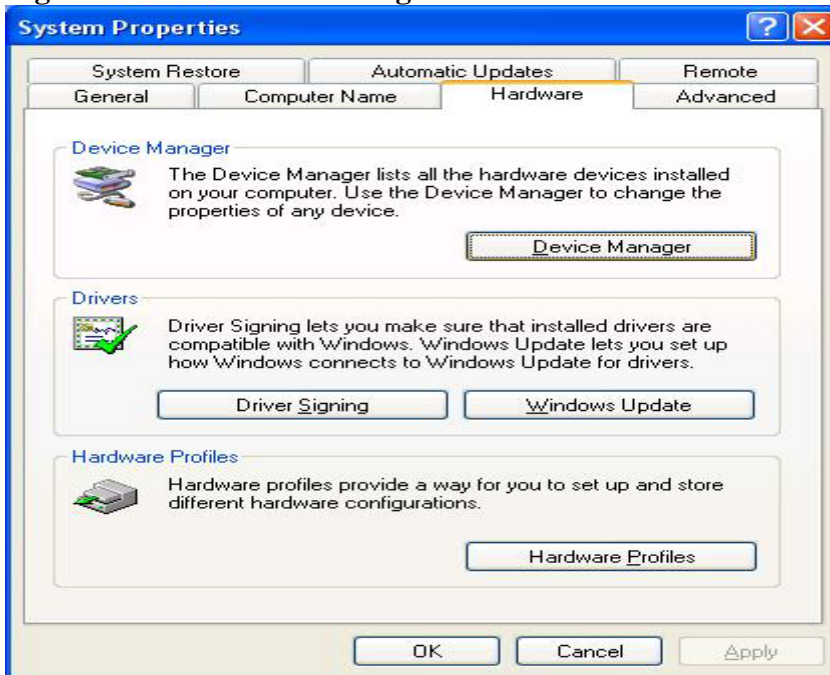 System Properties
System Restore
Automatic Updates
Remote
General
Computer Name
Hardware
Advanced
Device Manager
The Device Manager lists all the hardware devices installed
on your computer. Use the Device Manager to change the
properties of any device.
Device Manager
Drivers
Driver Signing lets you make sure that installed drivers are
compatible with Windows. Windows Update lets you set up
how Windows connects to Windows Update for drivers.
Driver Signing
Windows Update
Hardware Profiles
Hardware profiles provide a way for you to set up and store
different hardware configurations.
Hardware Profiles
OK
Cancel
Apply